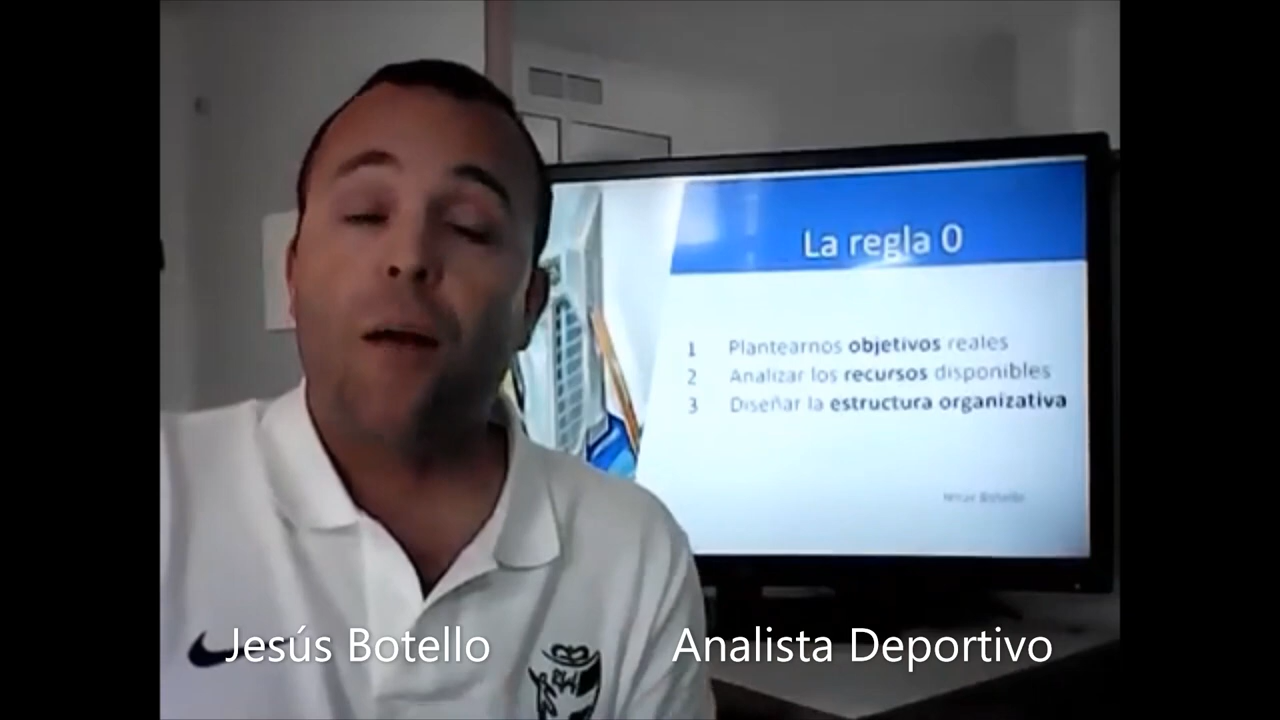 La regla 0
1 Plantearnos objetivos reales
2 Analizar los recursos disponibles
3 Diseñar la estructura organizativa
Botello
Jesús Botello
Analista Deportivo